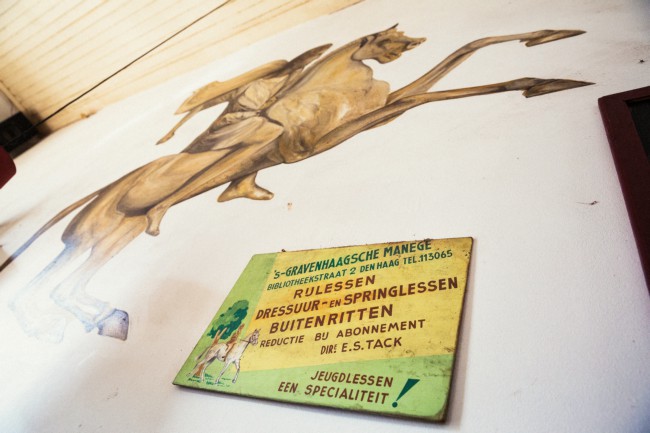 's-GRAVENHAAGSCHE MANEGE
BIBLIOTHEEKSTRAAT 2 DEN HAAG TEL. 113065
RIJLESSEN
DRESSUUR- EN SPRINGLESSEN
BUITENRITTEN
REDUCTIE BIJ ABONNEMENT
DIR: E.S. TACK
JEUGDLESSEN
EEN SPECIALITEIT!